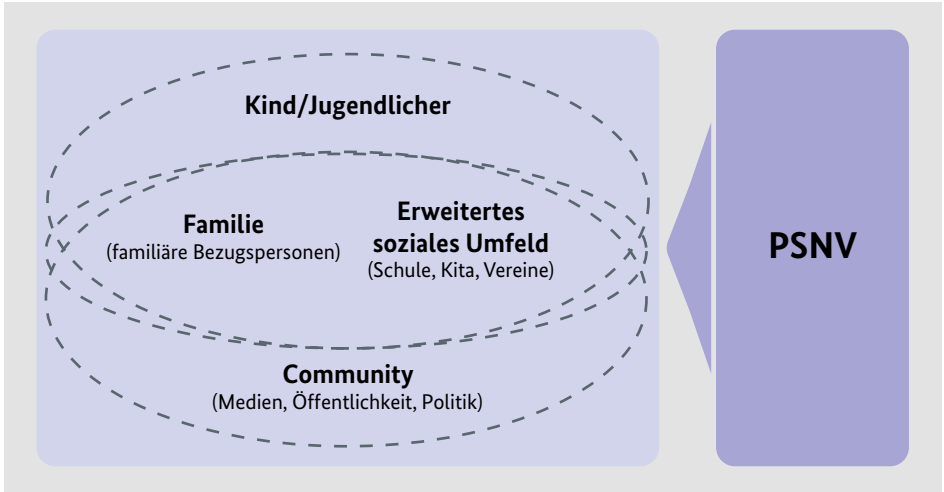 Kind/Jugendlicher
Familie
(familiäre Bezugspersonen)
Erweitertes
soziales Umfeld
(Schule, Kita, Vereine)
Community
(Medien, Öffentlichkeit, Politik)
PSNV